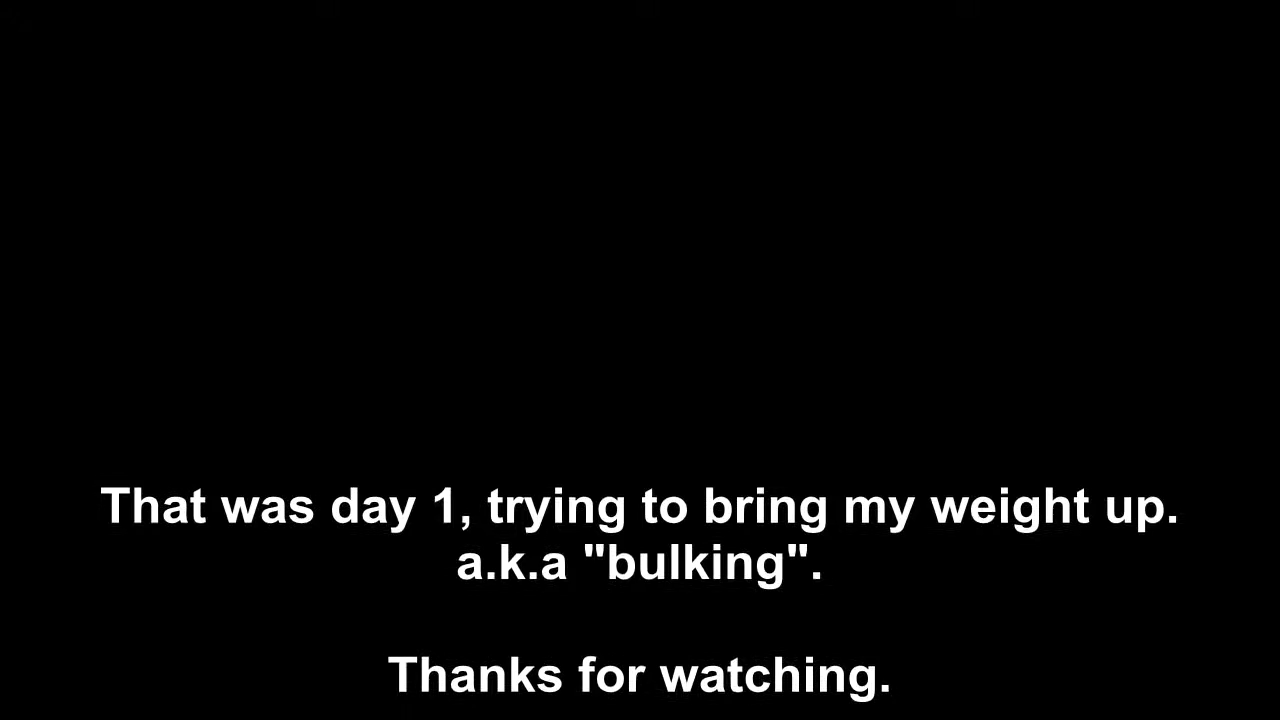 That was day 1, trying to bring my weight up.
a.k.a "bulking".
Thanks for watching.